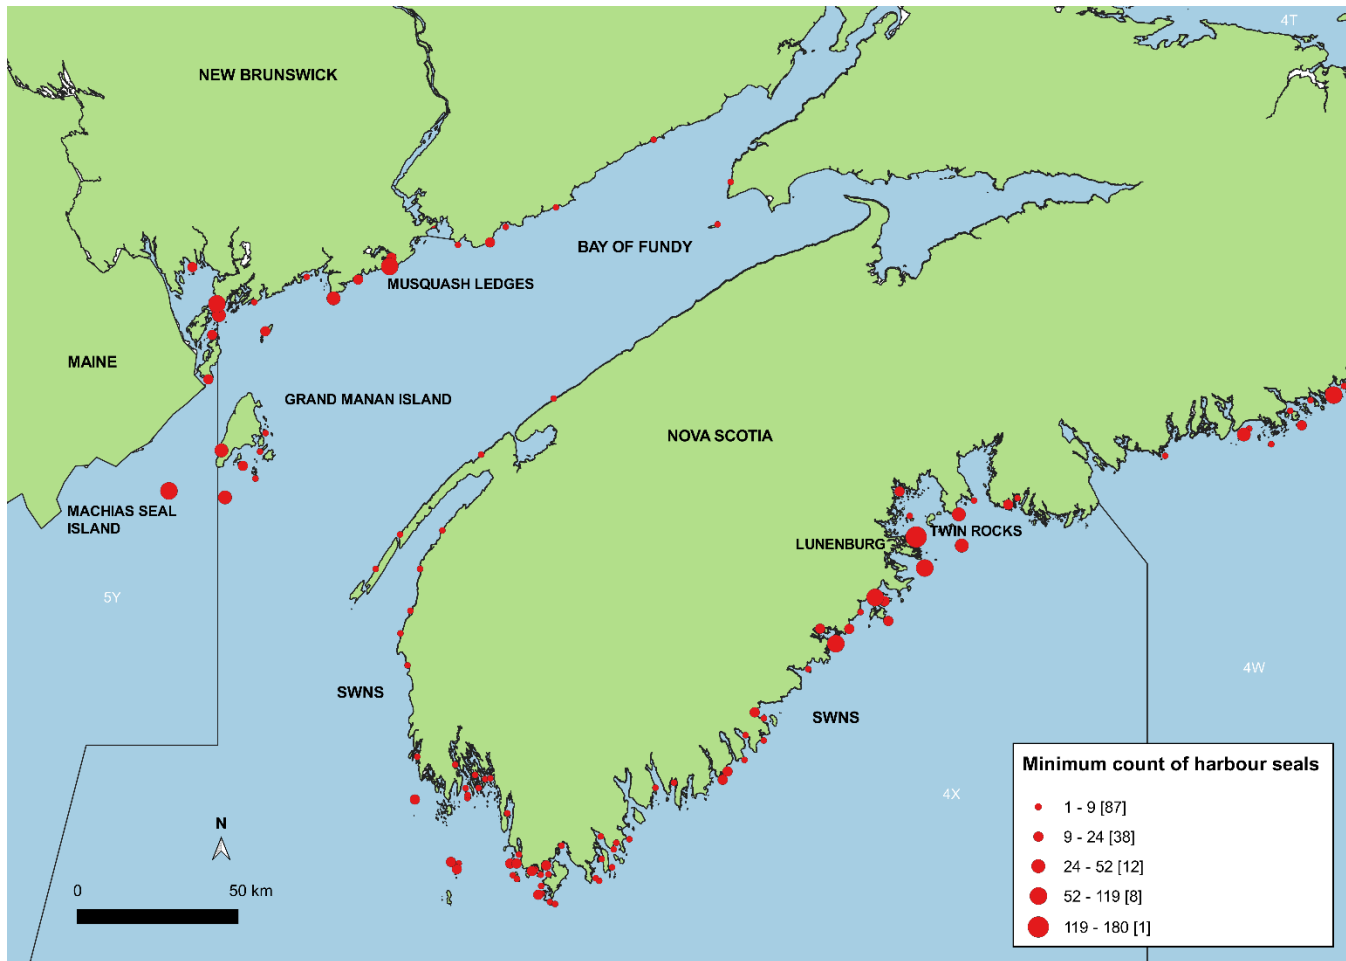 4T
NEW BRUNSWICK
BAY OF FUNDY
MUSQUASH LEDGES
MAINE
GRAND MANAN ISLAND
NOVA SCOTIA
MACHIAS SEAL
ISLAND
TWIN ROCKS
LUNENBURG
5Y
4W
SWNS
SWNS
4X
N
0 50 km
Minimum count of harbour seals
1 - 9 [87]
9 - 24 [38]
24 - 52 [12]
52 - 119 [8]
119 - 180 [1]